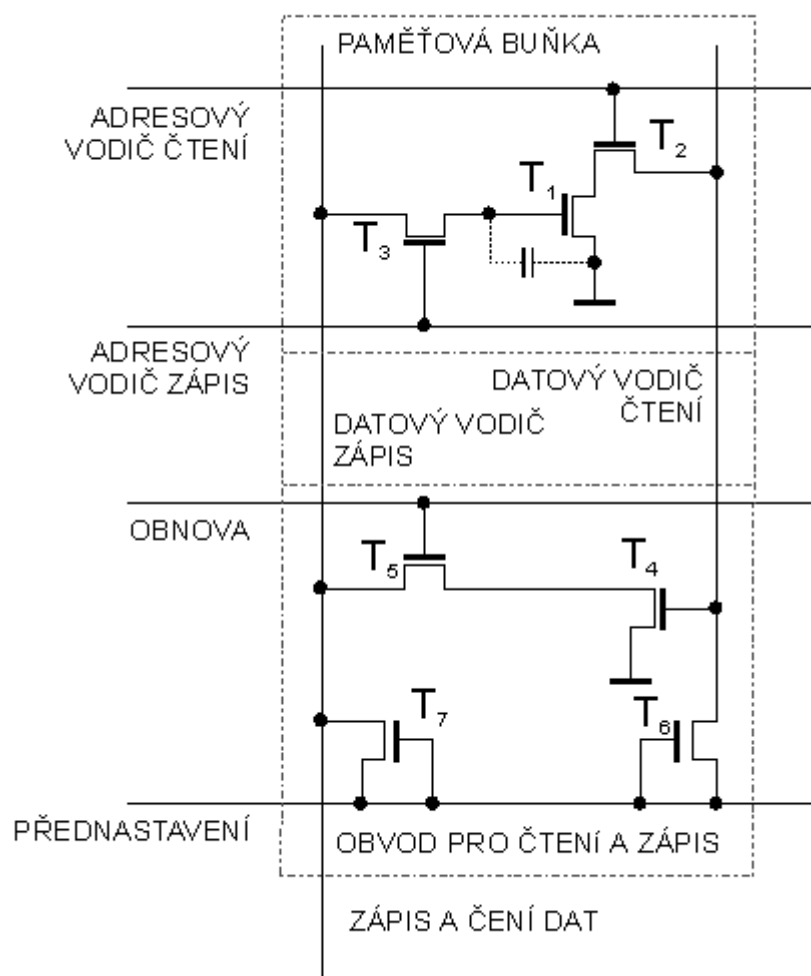 PAMĚŤOVÁ BUŇKA
ADRESOVÝ
VODIČ ČTENÍ
T2
T1
T3
ADRESOVÝ
VODIČ ZÁPIS
DATOVÝ VODIČ
ČTENÍ
DATOVÝ VODIČ
ZÁPIS
OBNOVA
T5
T4
T7
T6
PŘEDNASTAVENÍ
OBVOD PRO ČTENÍ A ZÁPIS
ZÁPIS A ČENÍ DAT